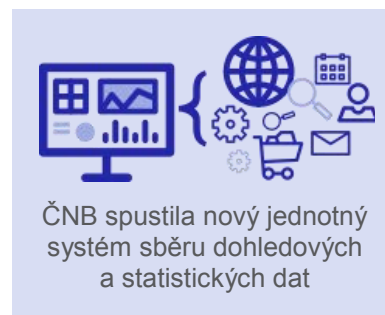 ČNB spustila nový jednotný
systém sběru dohledových
a statistických dat